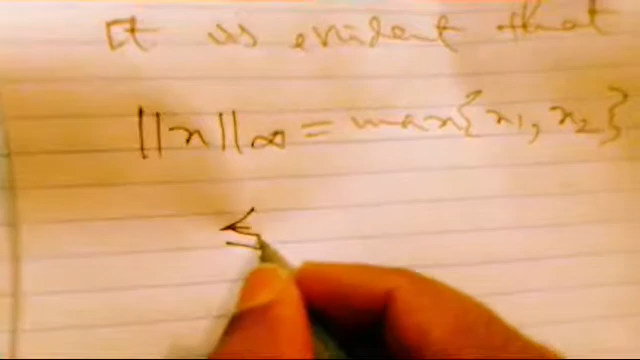 It is evident that
||x||∞ = max{x1, x2}
≤